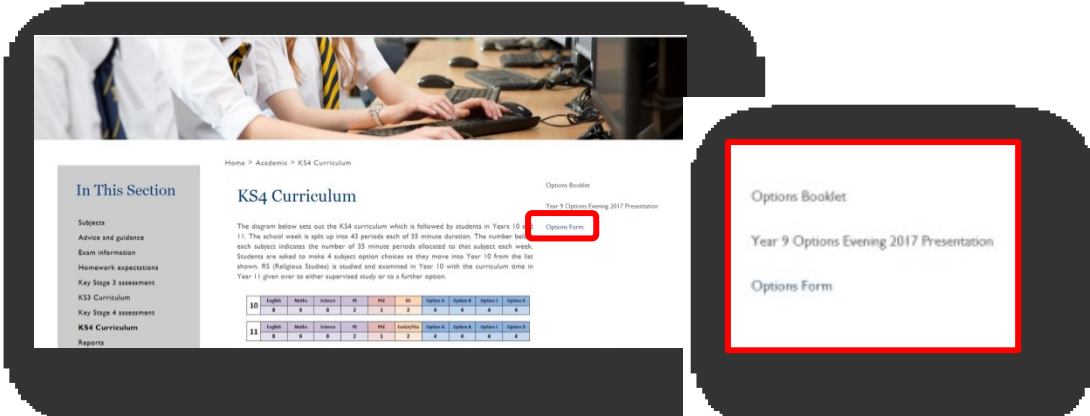 Home > Academic > KS4 Curriculum
In This Section
Subjects
Advice and guidance
Exam information
Homework expectations
Key Stage 3 assessment
KS3 Curriculum
Key Stage 4 assessment
KS4 Curriculum
Reports
KS4 Curriculum
The diagram below sets out the KS4 curriculum which is followed by students in Years 10 and
11. The school week is split up into 43 periods each of 35 minute duration. The number below
each subject indicates the number of 35 minute periods allocated to that subject each week.
Students are asked to make 4 subject option choices as they move into Year 10 from the list
shown. RS (Religious Studies) is studied and examined in Year 10 with the curriculum time in
Year 11 given over to either supervised study or to a further option.
10 English Maths Science PE PSE RS Option A Option B Option C Option D
8 6 8 2 1 2 4 4 4 4
11 English Maths Science PE PSE Option A Option B Option C Option D
8 6 8 2 1 2 4 4 4 4
Options Booklet
Year 9 Options Evening 2017 Presentation
Options Form
Options Booklet
Year 9 Options Evening 2017 Presentation
Options Form